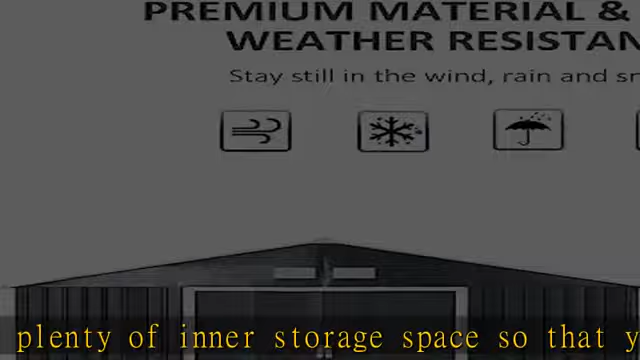 PREMIUM MATERIAL &
WEATHER RESISTAN
Stay still in the wind, rain and sn
plenty of inner storage space so that y